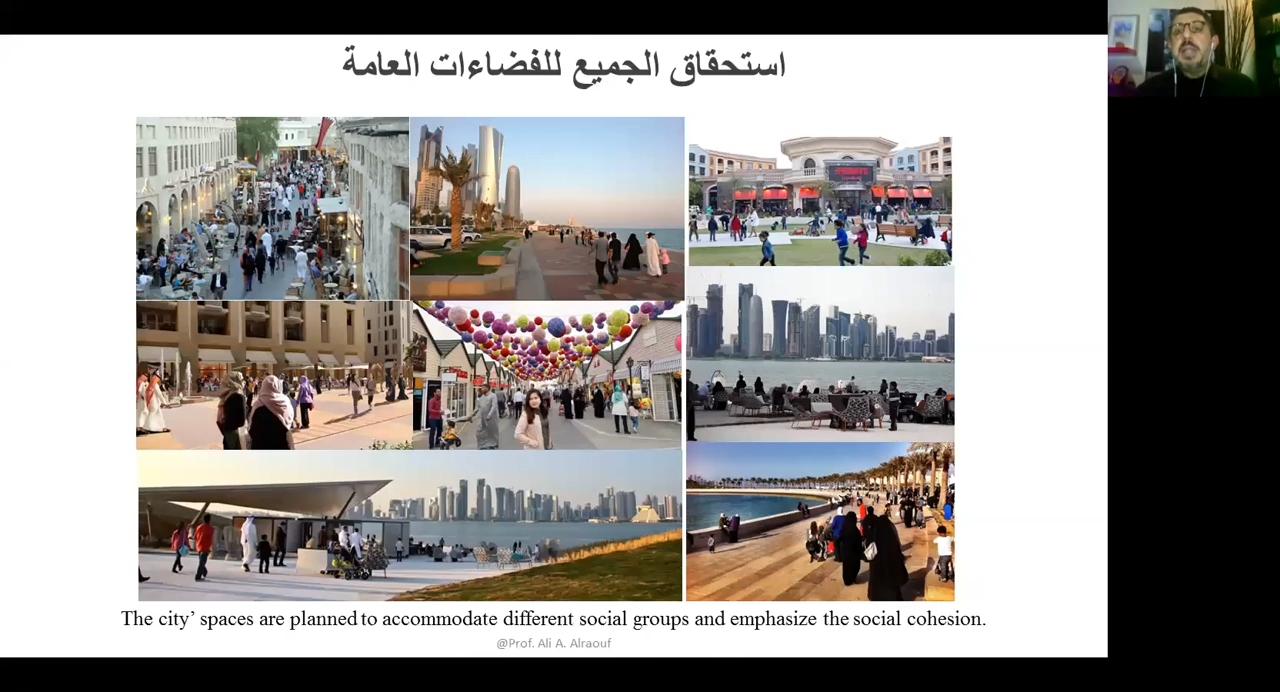 استحقاق الجميع للفضاءات العامة
The city’ spaces are planned to accommodate different social groups and emphasize the social cohesion.
@Prof. Ali A. Alraouf